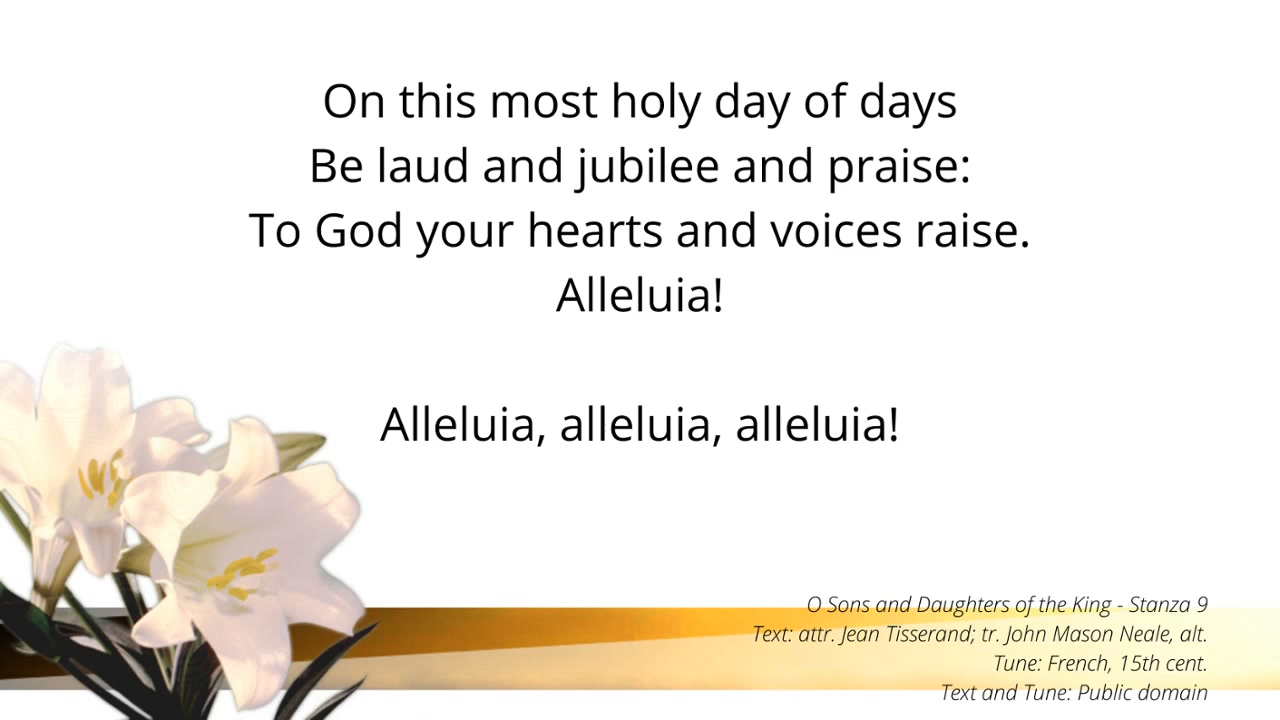 On this most holy day of days
Be laud and jubilee and praise:
To God your hearts and voices raise.
Alleluia!
Alleluia, alleluia, alleluia!
O Sons and Daughters of the King - Stanza 9
Text: attr. Jean Tisserand; tr. John Mason Neale, alt.
Tune: French, 15th cent.
Text and Tune: Public domain